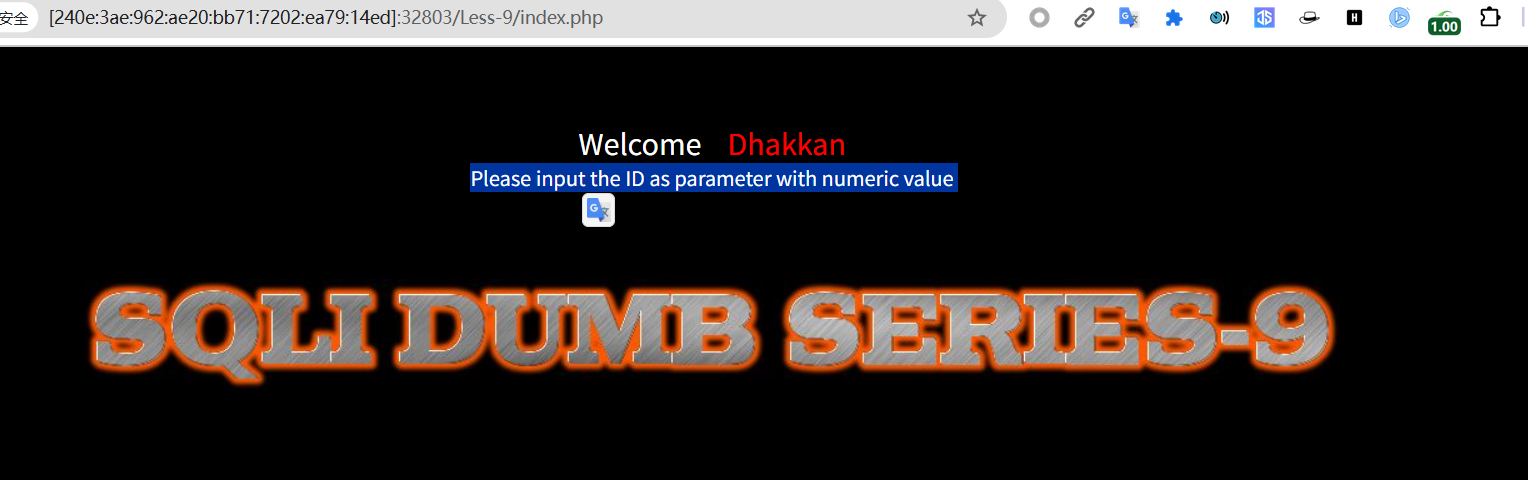 安全 [240e:3ae:962:ae20:bb71:7202:ea79:14ed]:32803/Less-9/index.php
JS
H
1.00
Welcome Dhakkan
Please input the ID as parameter with numeric value
G
SQLI DUMB SERIES-9